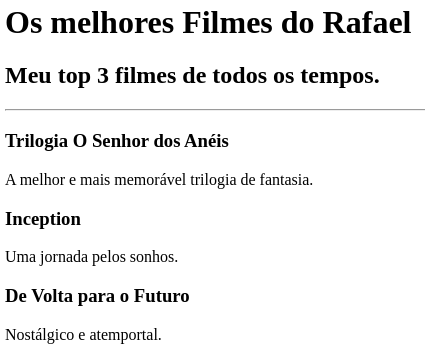 Os melhores Filmes do Rafael
Meu top 3 filmes de todos os tempos.
Trilogia O Senhor dos Anéis
A melhor e mais memorável trilogia de fantasia.
Inception
Uma jornada pelos sonhos.
De Volta para o Futuro
Nostálgico e atemportal.